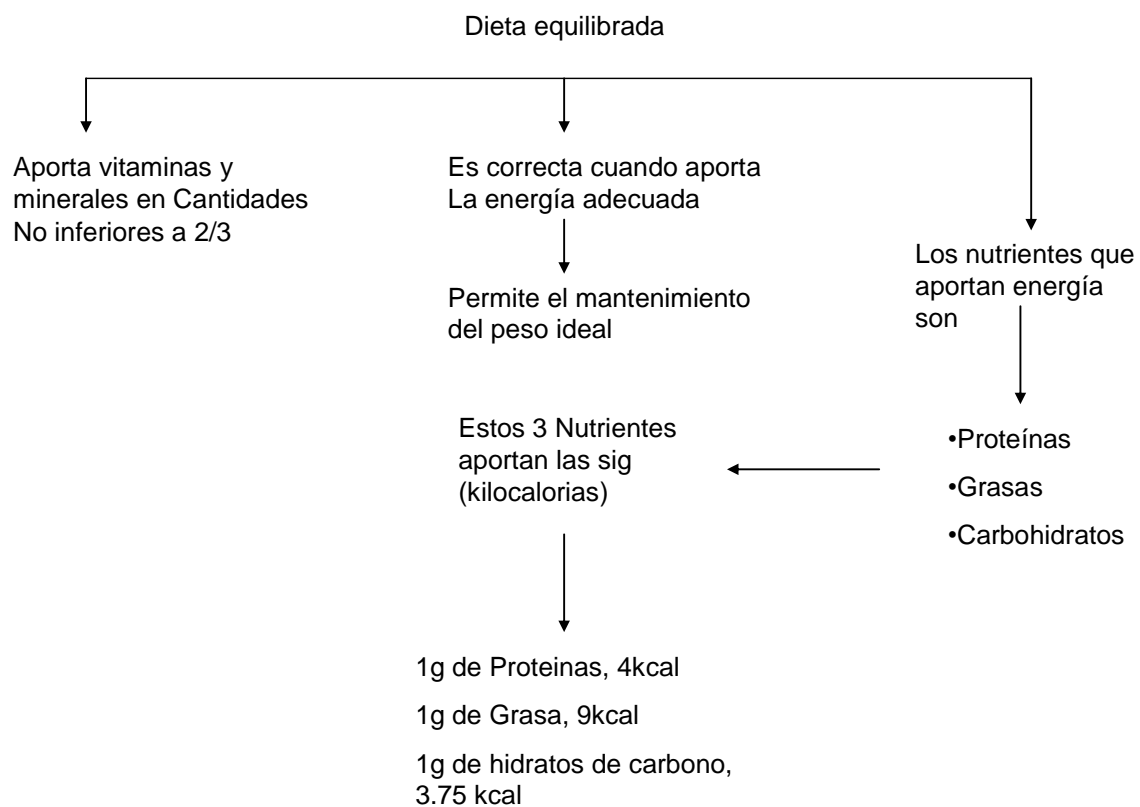 Dieta equilibrada
Aporta vitaminas y
minerales en Cantidades
No inferiores a 2/3
Es correcta cuando aporta
La energía adecuada
Permite el mantenimiento
del peso ideal
Los nutrientes que
aportan energía
son
•Proteínas
•Grasas
•Carbohidratos
Estos 3 Nutrientes
aportan las sig
(kilocalorias)
1g de Proteinas, 4kcal
1g de Grasa, 9kcal
1g de hidratos de carbono,
3.75 kcal